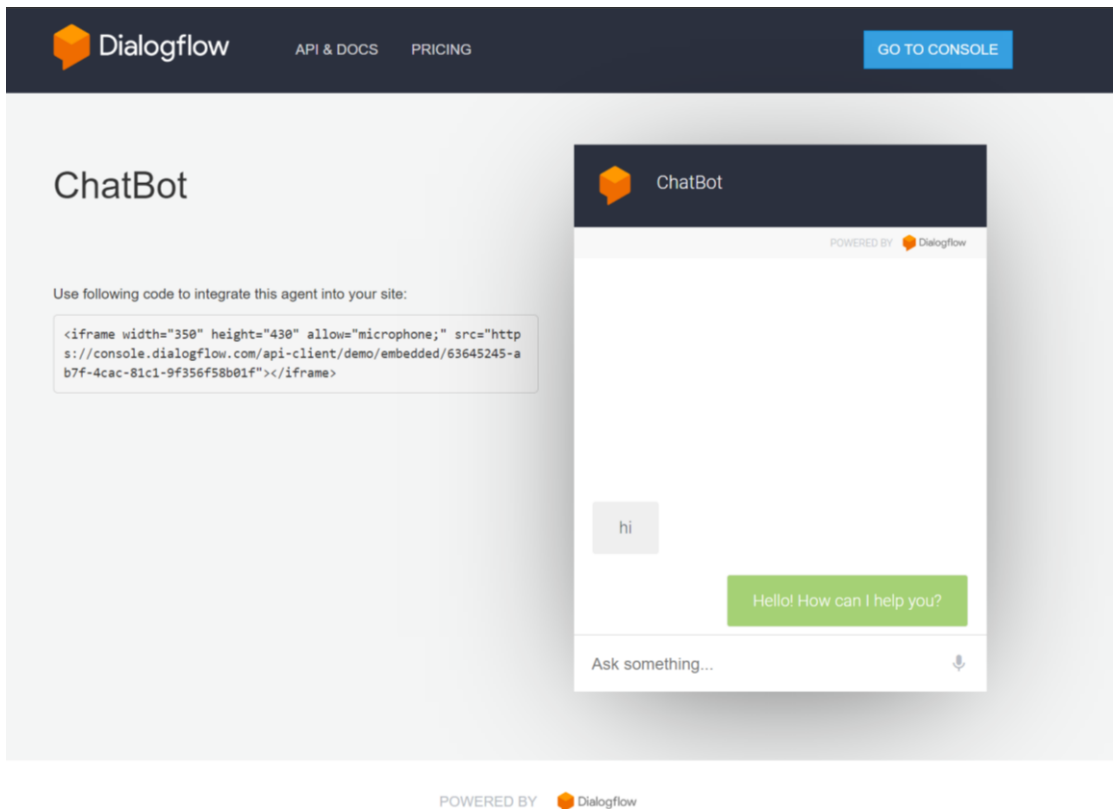 Dialogflow API & DOCS PRICING GO TO CONSOLE
ChatBot
Use following code to integrate this agent into your site:
<iframe width="350" height="430" allow="microphone;" src="http
s://console.dialogflow.com/api-client/demo/embedded/63645245-a
b7f-4cac-81c1-9f356f58b01f"></iframe>
ChatBot
POWERED BY Dialogflow
hi
Hello! How can I help you?
Ask something...
POWERED BY Dialogflow